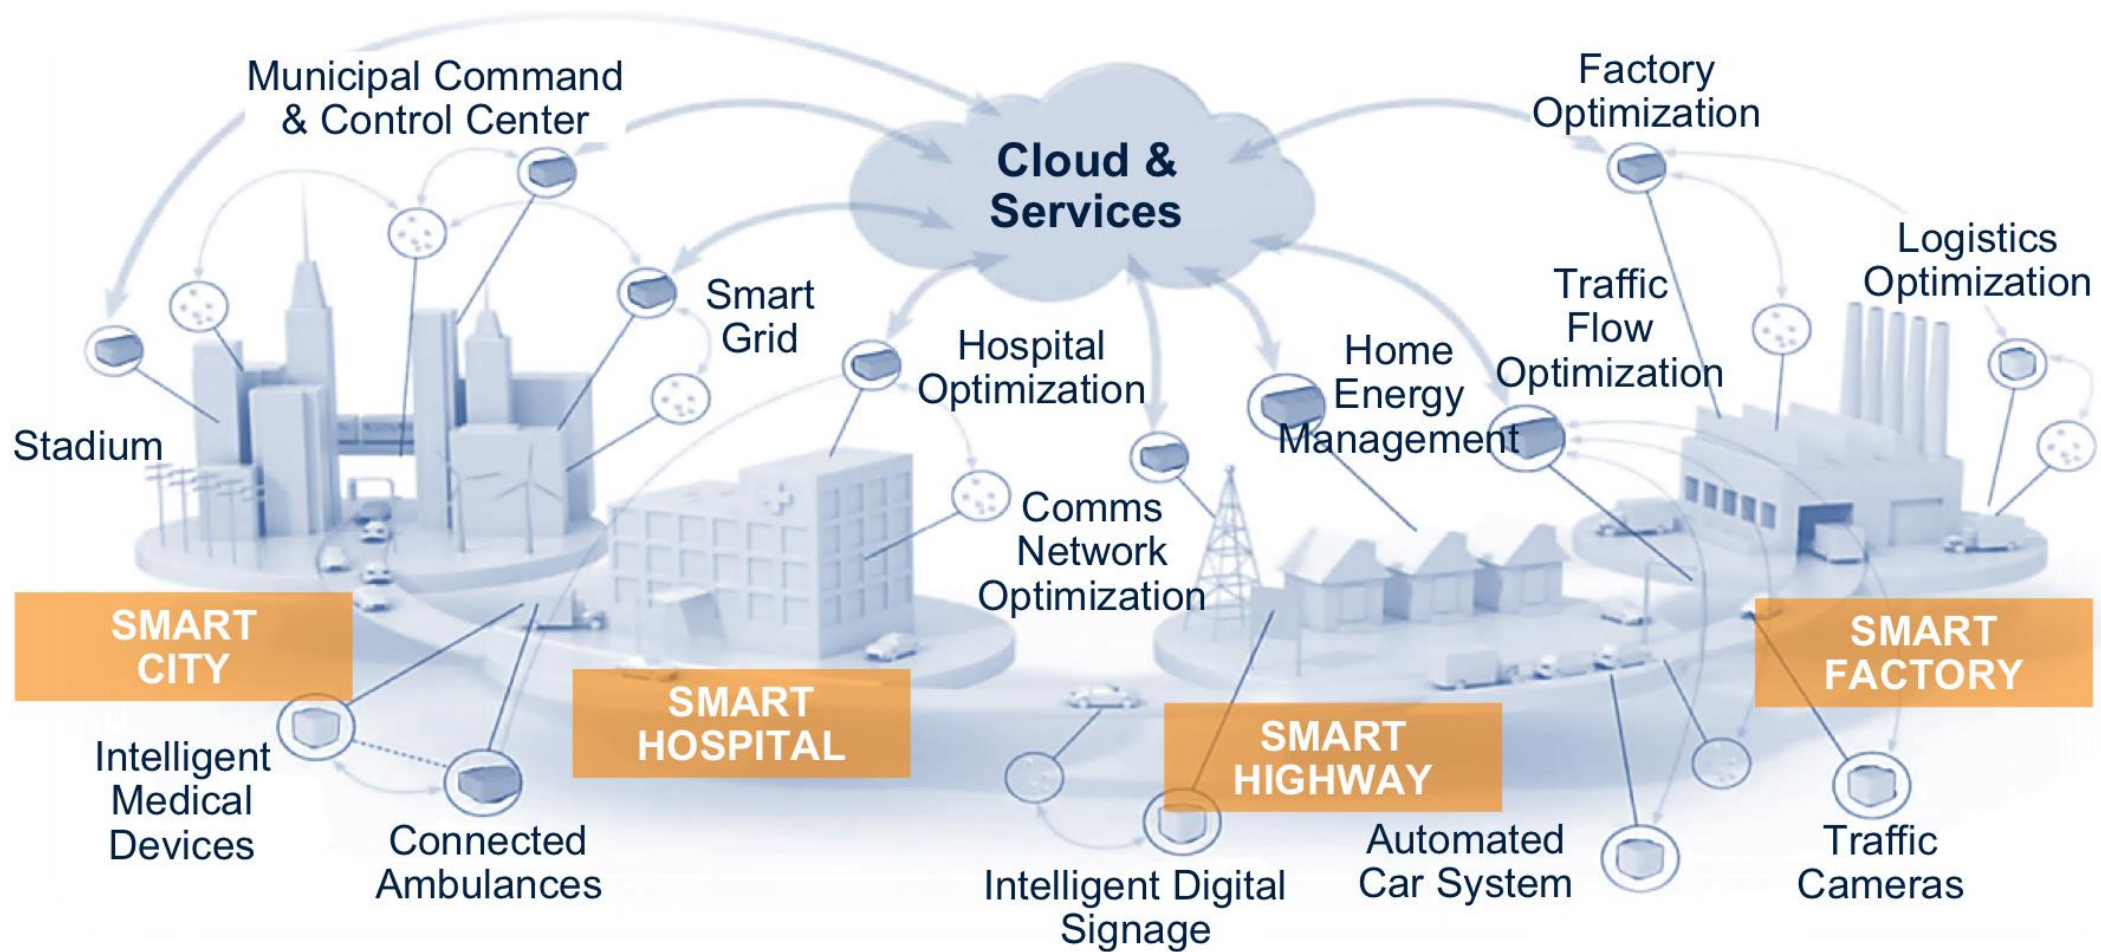 Municipal Command
& Control Center
Factory
Optimization
Cloud &
Services
Logistics
Optimization
Smart
Grid
Traffic
Flow
Optimization
Hospital
Optimization
Home
Energy
Management
Stadium
Comms
Network
Optimization
SMART
CITY
SMART
HOSPITAL
SMART
HIGHWAY
SMART
FACTORY
Intelligent
Medical
Devices
Connected
Ambulances
Intelligent Digital
Signage
Automated
Car System
Traffic
Cameras